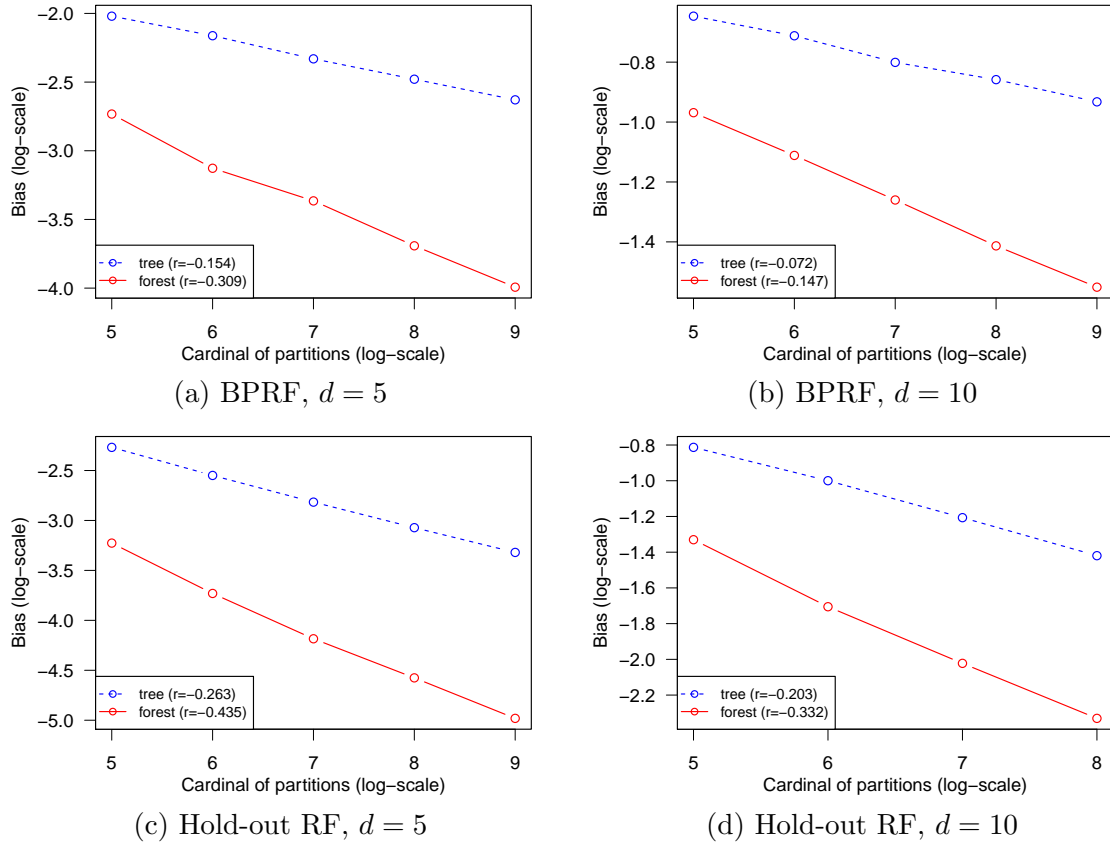 −2.0
−2.5
−3.0
−3.5
−4.0
Bias (log−scale)
tree (r=−0.154)
forest (r=−0.309)
5 6 7 8 9
Cardinal of partitions (log−scale)
(a) BPRF, d = 5
−0.8
−1.0
−1.2
−1.4
Bias (log−scale)
tree (r=−0.072)
forest (r=−0.147)
5 6 7 8 9
Cardinal of partitions (log−scale)
(b) BPRF, d = 10
−2.5
−3.0
−3.5
−4.0
−4.5
−5.0
Bias (log−scale)
tree (r=−0.263)
forest (r=−0.435)
5 6 7 8 9
Cardinal of partitions (log−scale)
(c) Hold-out RF, d = 5
−0.8
−1.0
−1.2
−1.4
−1.6
−1.8
−2.0
−2.2
Bias (log−scale)
tree (r=−0.203)
forest (r=−0.332)
5 6 7 8
Cardinal of partitions (log−scale)
(d) Hold-out RF, d = 10